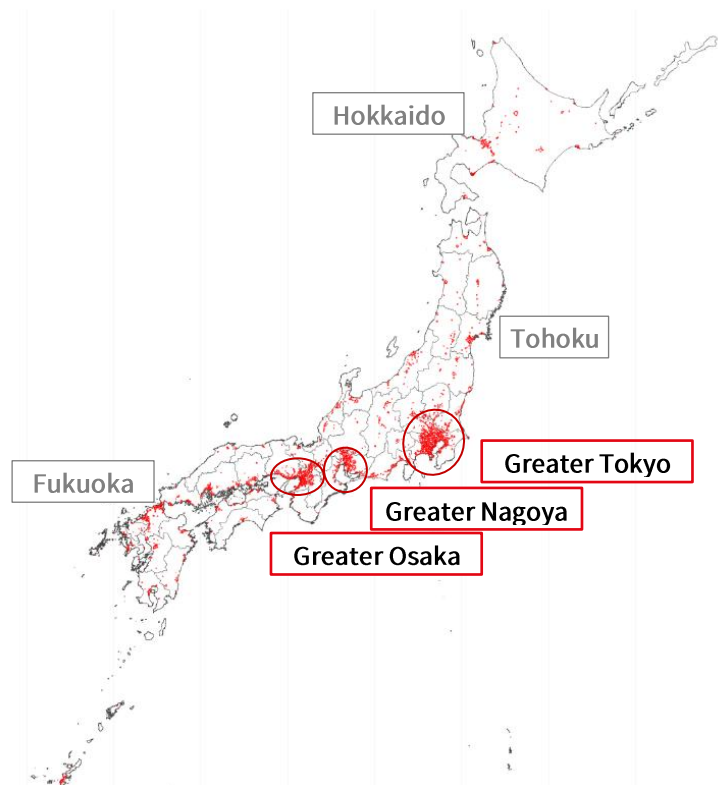 Hokkaido
Tohoku
Greater Tokyo
Fukuoka
Greater Nagoya
Greater Osaka